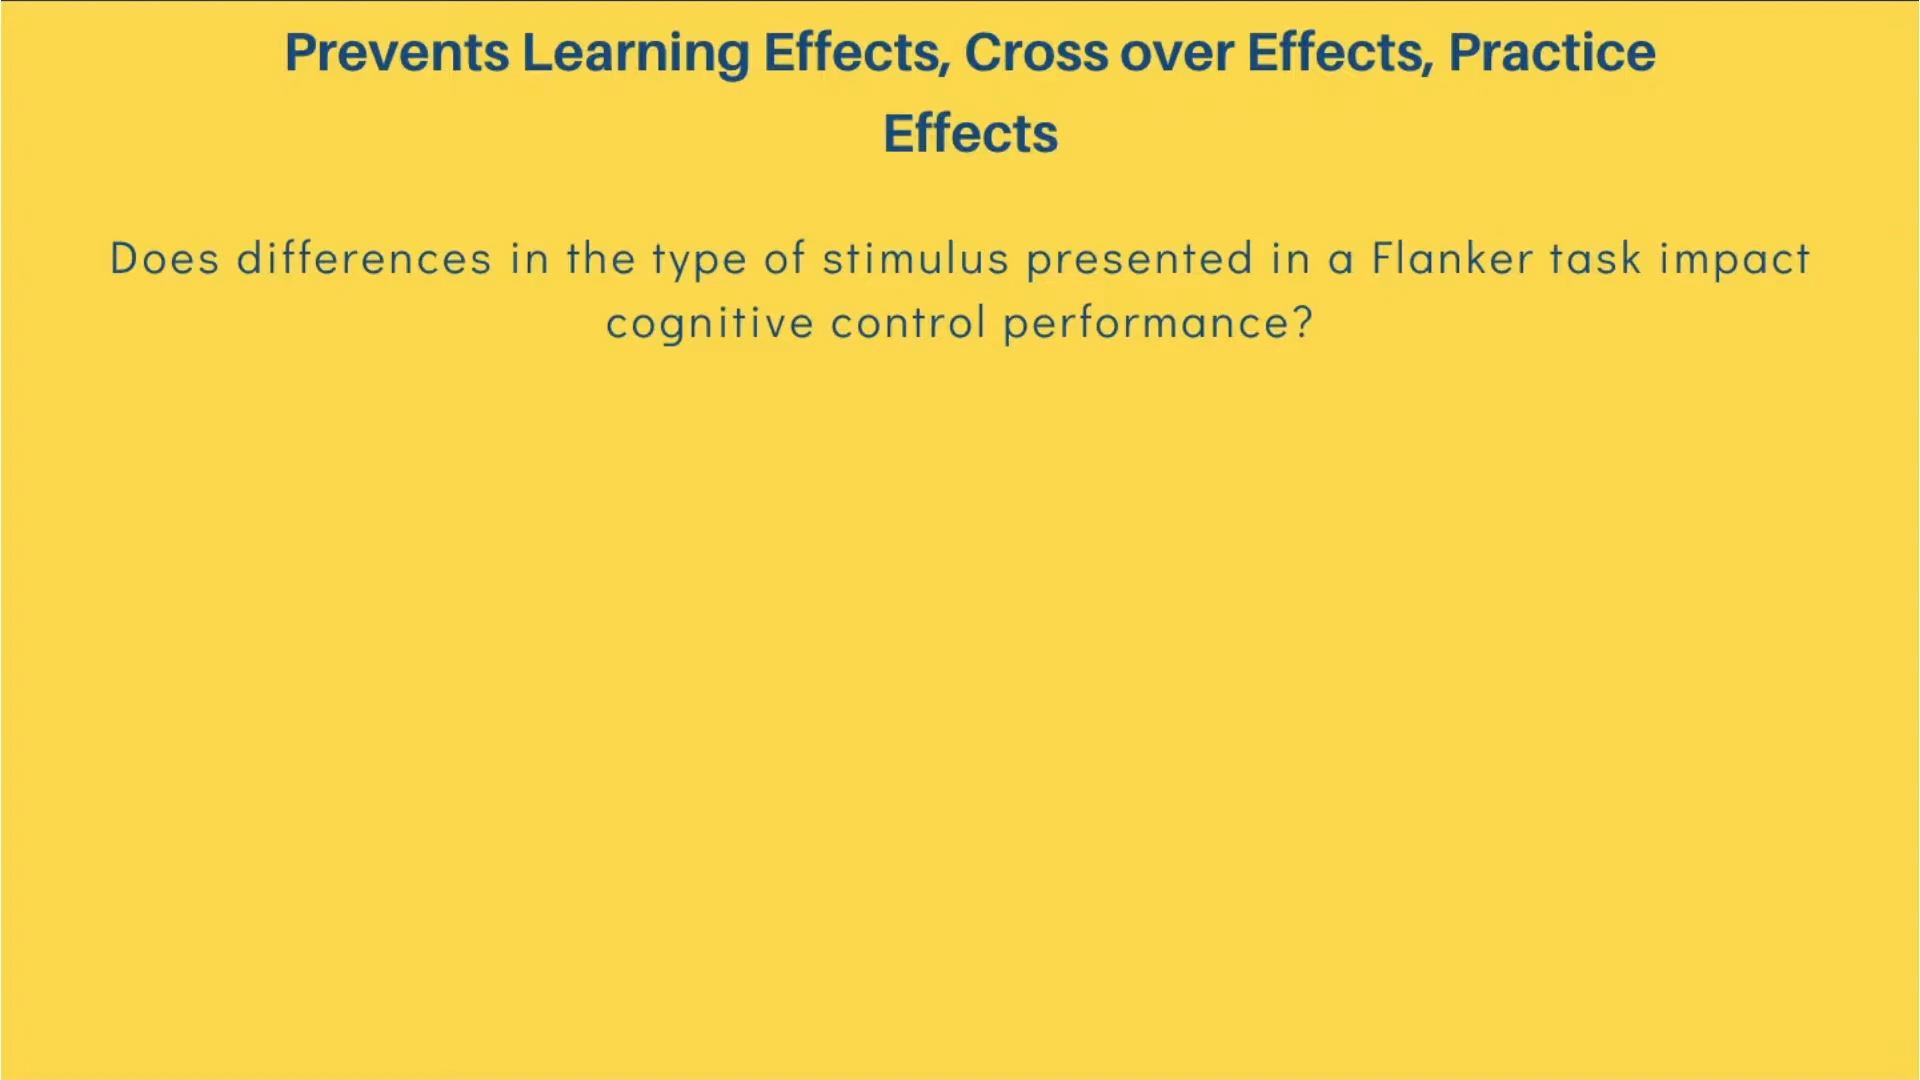 Prevents Learning Effects, Cross over Effects, Practice
Effects
Does differences in the type of stimulus presented in a Flanker task impact
cognitive control performance?